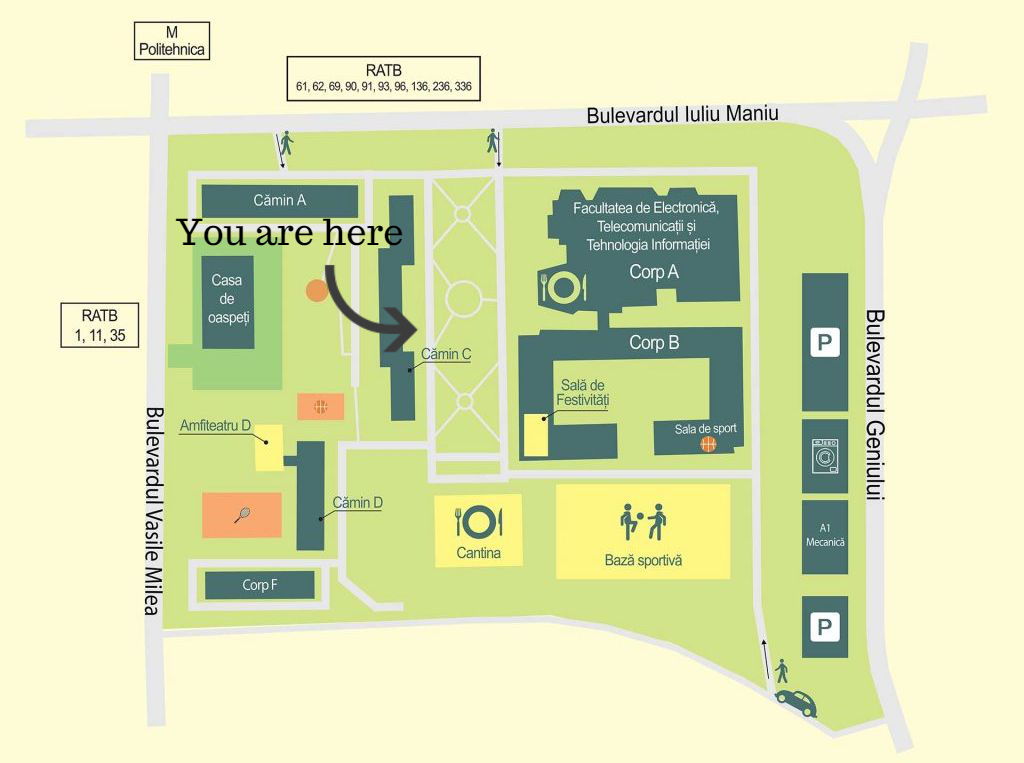 M
Politehnica
RATB
61, 62, 69, 90, 91, 93, 96, 136, 236, 336
Bulevardul Iuliu Maniu
Cămin A
You are here
Casa
de
oaspeți
RATB
1, 11, 35
Facultatea de Electronică,
Telecomunicații și
Tehnologia Informației
Corp A
Corp B
Cămin C
Sală de
Festivități
Sala de sport
P
Bulevardul Geniului
Amfiteatru D
Bulevardul Vasile Milea
Cămin D
A1
Mecanică
Cantina
Bază sportivă
Corp F
P